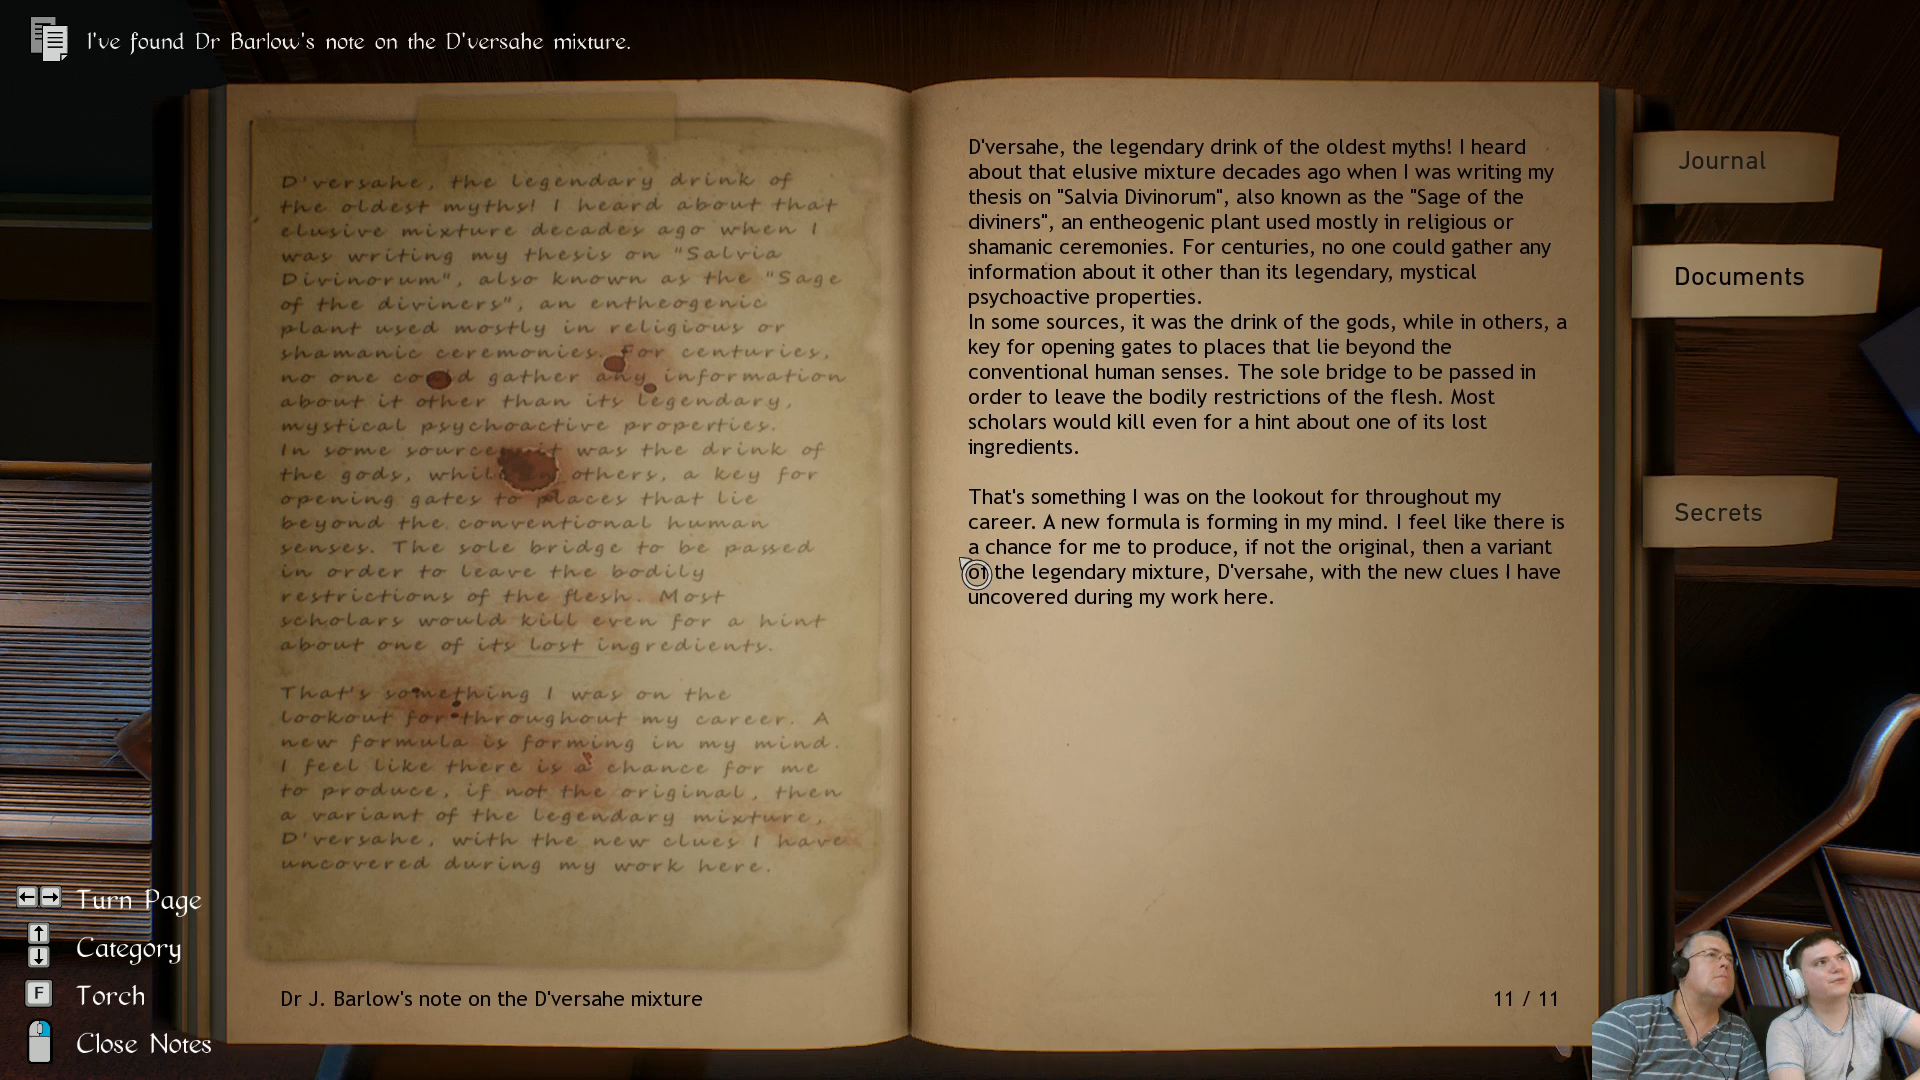 I've found Dr Barlow's note on the D'versahe mixture.
D'versahe, the legendary drink of
the oldest myths! I heard about that
elusive mixture decades ago when I
was writing my thesis on "Salvia
Divinorum", also known as the "Sage
of the diviners", an entheogenic
plant used mostly in religious or
shamanic ceremonies. For centuries,
no one could gather any information
about it other than its legendary,
mystical psychoactive properties.
In some sources, it was the drink of
the gods, while in others, a key for
opening gates to places that lie
beyond the conventional human
senses. The sole bridge to be passed
in order to leave the bodily
restrictions of the flesh. Most
scholars would kill even for a hint
about one of its lost ingredients.
That's something I was on the
lookout for throughout my career. A
new formula is forming in my mind.
I feel like there is a chance for me
to produce, if not the original, then
a variant of the legendary mixture,
D'versahe, with the new clues I have
uncovered during my work here.
Dr J. Barlow's note on the D'versahe mixture
D'versahe, the legendary drink of the oldest myths! I heard
about that elusive mixture decades ago when I was writing my
thesis on "Salvia Divinorum", also known as the "Sage of the
diviners", an entheogenic plant used mostly in religious or
shamanic ceremonies. For centuries, no one could gather any
information about it other than its legendary, mystical
psychoactive properties.
In some sources, it was the drink of the gods, while in others, a
key for opening gates to places that lie beyond the
conventional human senses. The sole bridge to be passed in
order to leave the bodily restrictions of the flesh. Most
scholars would kill even for a hint about one of its lost
ingredients.
That's something I was on the lookout for throughout my
career. A new formula is forming in my mind. I feel like there is
a chance for me to produce, if not the original, then a variant
of the legendary mixture, D'versahe, with the new clues I have
uncovered during my work here.
11 / 11
Journal
Documents
Secrets
Turn Page
Category
F Torch
Close Notes